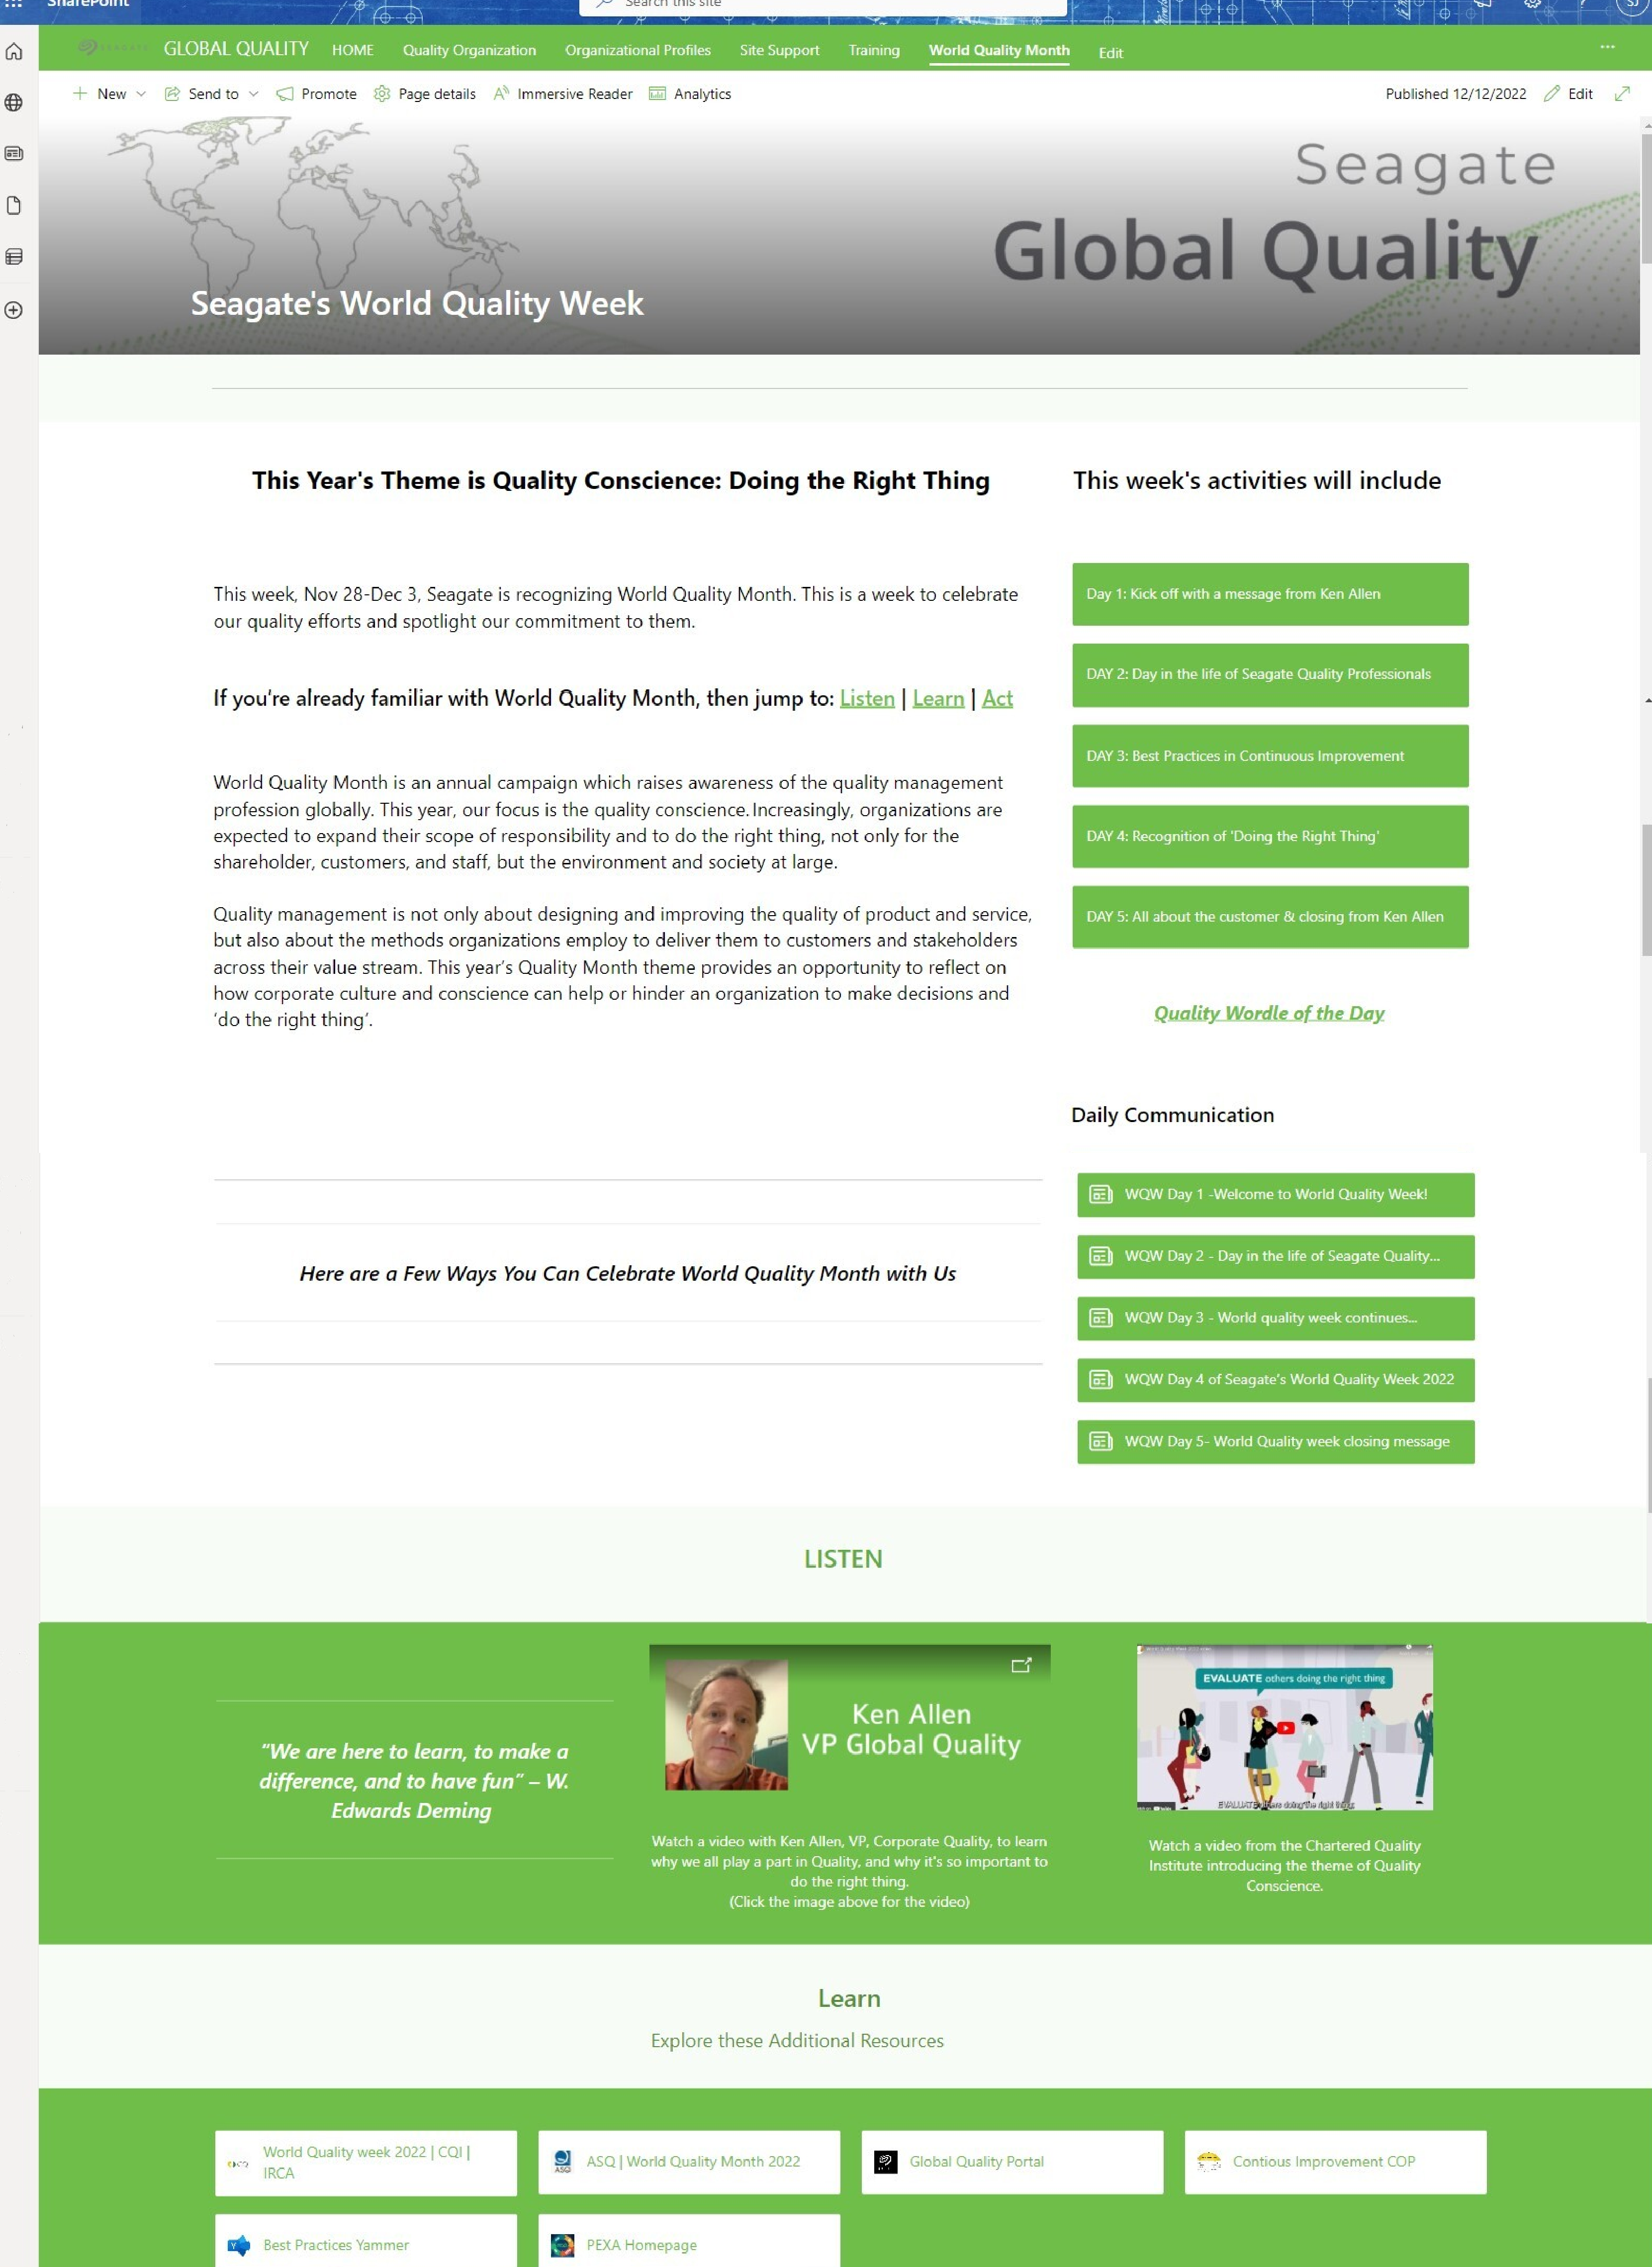 SharePoint
Search this site
SJ
SEAGATE
GLOBAL QUALITY
HOME
Quality Organization
Organizational Profiles
Site Support
Training
World Quality Month
Edit
New
Send to
Promote
Page details
Immersive Reader
Analytics
Published 12/12/2022
Edit
Seagate
Global Quality
Seagate's World Quality Week
This Year's Theme is Quality Conscience: Doing the Right Thing
This week, Nov 28-Dec 3, Seagate is recognizing World Quality Month. This is a week to celebrate
our quality efforts and spotlight our commitment to them.
If you're already familiar with World Quality Month, then jump to: Listen | Learn | Act
World Quality Month is an annual campaign which raises awareness of the quality management
profession globally. This year, our focus is the quality conscience. Increasingly, organizations are
expected to expand their scope of responsibility and to do the right thing, not only for the
shareholder, customers, and staff, but the environment and society at large.
Quality management is not only about designing and improving the quality of product and service,
but also about the methods organizations employ to deliver them to customers and stakeholders
across their value stream. This year's Quality Month theme provides an opportunity to reflect on
how corporate culture and conscience can help or hinder an organization to make decisions and
‘do the right thing’.
This week's activities will include
Day 1: Kick off with a message from Ken Allen
DAY 2: Day in the life of Seagate Quality Professionals
DAY 3: Best Practices in Continuous Improvement
DAY 4: Recognition of 'Doing the Right Thing'
DAY 5: All about the customer & closing from Ken Allen
Quality Wordle of the Day
Daily Communication
WQW Day 1 -Welcome to World Quality Week!
WQW Day 2 - Day in the life of Seagate Quality...
WQW Day 3 - World quality week continues...
WQW Day 4 of Seagate's World Quality Week 2022
WQW Day 5- World Quality week closing message
Here are a Few Ways You Can Celebrate World Quality Month with Us
LISTEN
“We are here to learn, to make a
difference, and to have fun” – W.
Edwards Deming
Ken Allen
VP Global Quality
Watch a video with Ken Allen, VP, Corporate Quality, to learn
why we all play a part in Quality, and why it's so important to
do the right thing.
(Click the image above for the video)
EVALUATE others doing the right thing
EVALUATE others doing the right thing
Watch a video from the Chartered Quality
Institute introducing the theme of Quality
Conscience.
Learn
Explore these Additional Resources
World Quality week 2022 | CQI |
IRCA
ASQ
ASQ | World Quality Month 2022
Global Quality Portal
Contious Improvement COP
Best Practices Yammer
PEXA Homepage